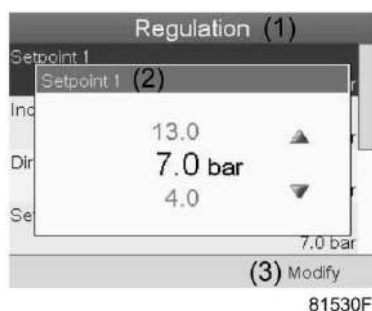 Regulation (1)
Setpoint 1
Setpoint 1 (2)
r
Ind
13.0
r
7.0 bar
Dir
4.0
r
Se
7.0 bar
(3) Modify
81530F